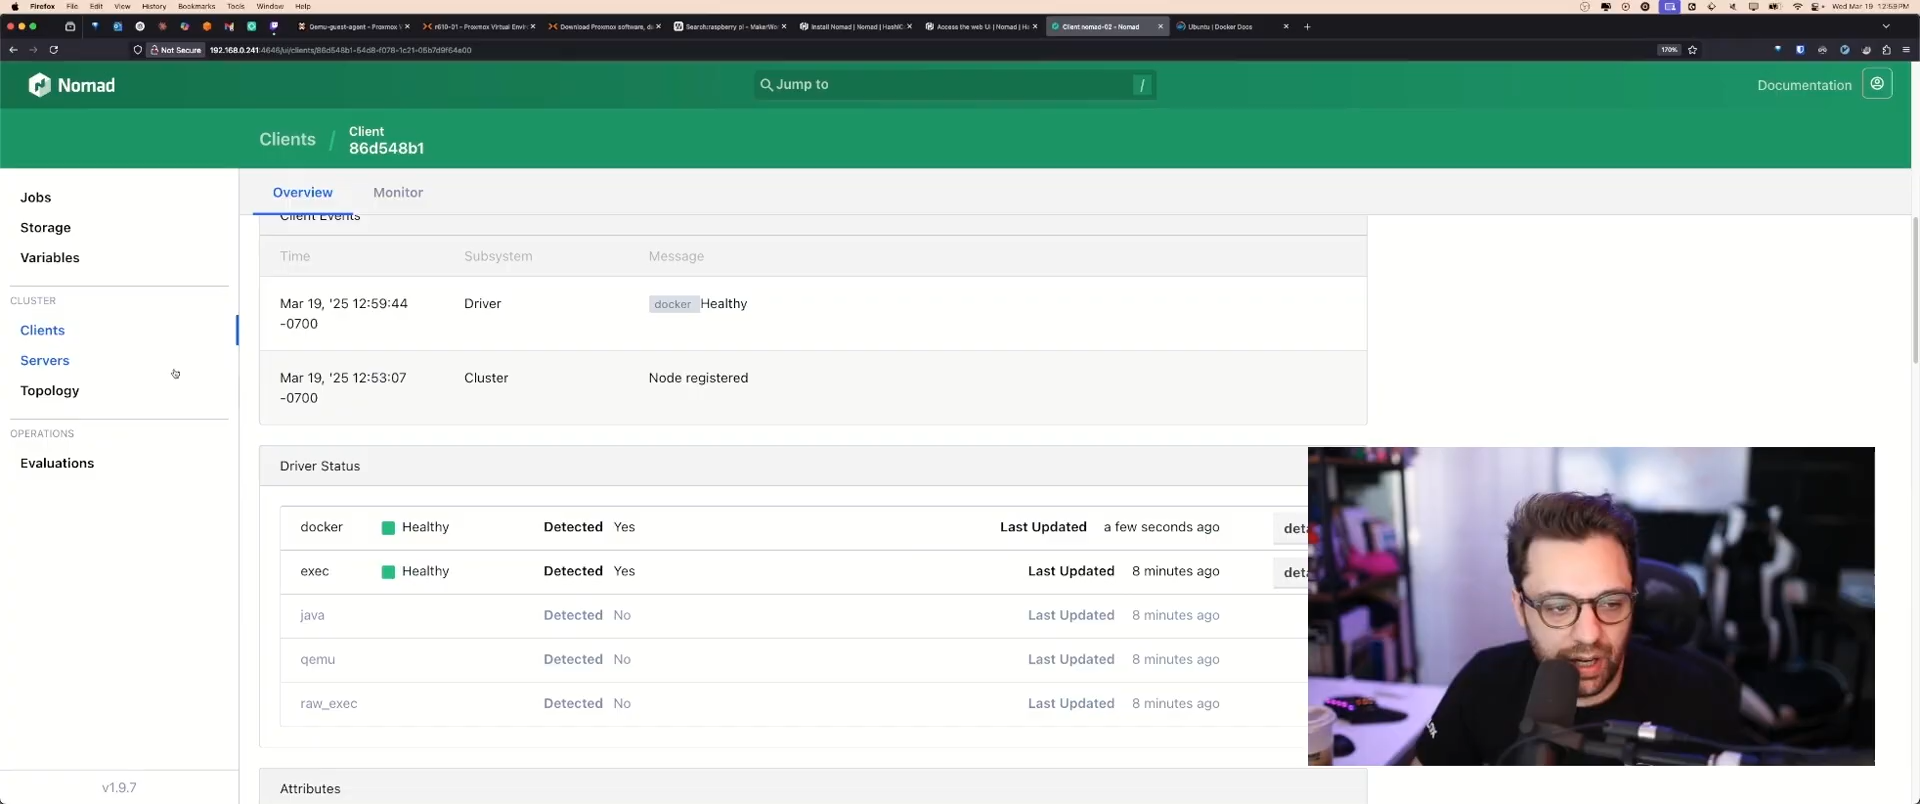 Firefox File Edit View History Bookmarks Tools Window Help
Wed Mar 19 12:59PM
Qemu-guest-agent - Proxmox V
r610-01 - Proxmox Virtual Envir
Download Proxmox software, da
Search:raspberry pi - MakerWo
Install Nomad | Nomad | HashiC
Access the web UI | Nomad | H
Client nomad-02 - Nomad
Ubuntu | Docker Docs
Not Secure 192.168.0.241:4646/ui/clients/86d548b1-54d8-f078-1c21-05b7d9f64a00
170%
Nomad
Jump to
/
Documentation
Clients / Client
86d548b1
Jobs
Storage
Variables
CLUSTER
Clients
Servers
Topology
OPERATIONS
Evaluations
v1.9.7
Overview Monitor
Client Events
Time Subsystem Message
Mar 19, '25 12:59:44 Driver docker Healthy
-0700
Mar 19, '25 12:53:07 Cluster Node registered
-0700
Driver Status
docker Healthy Detected Yes Last Updated a few seconds ago deta
exec Healthy Detected Yes Last Updated 8 minutes ago deta
java Detected No Last Updated 8 minutes ago
qemu Detected No Last Updated 8 minutes ago
raw_exec Detected No Last Updated 8 minutes ago
Attributes